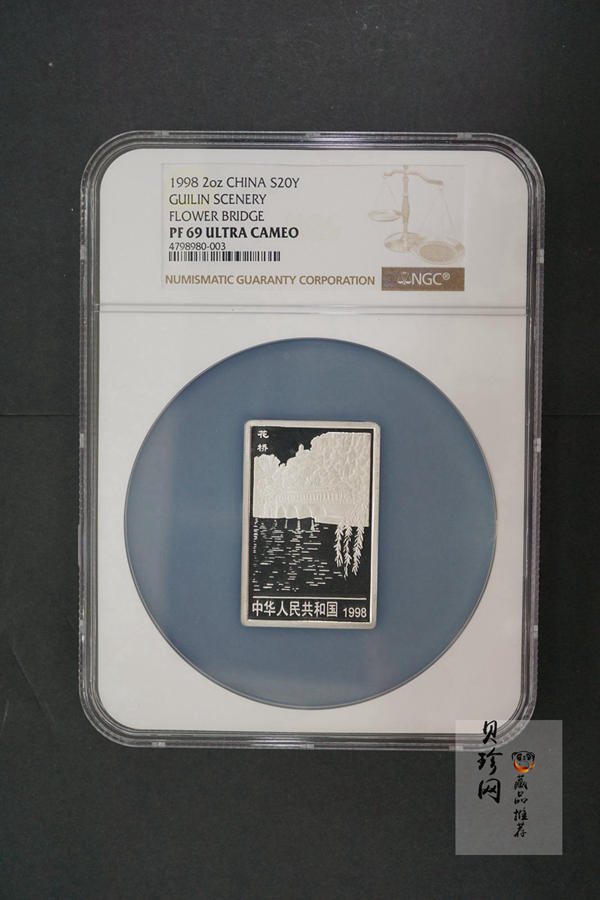 1998 2oz CHINA S20Y
GUILIN SCENERY
FLOWER BRIDGE
PF 69 ULTRA CAMEO
4798980-003
NUMISMATIC GUARANTY CORPORATION
NGC®
花桥
中华人民共和国 1998
贝珍网
藏品推荐